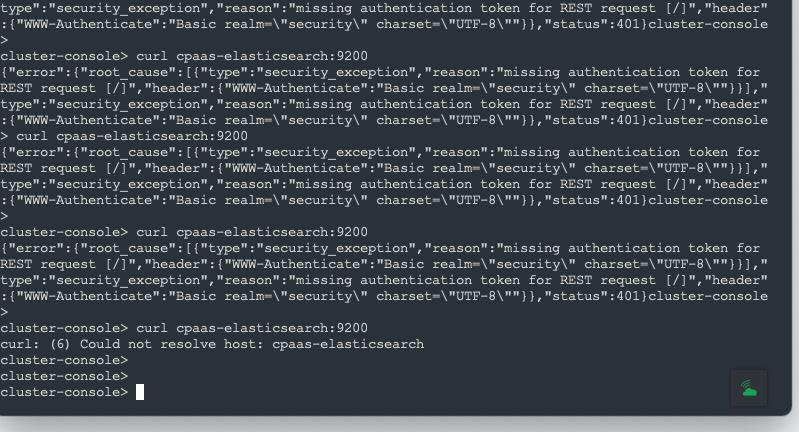 type":"security_exception","reason":"missing authentication token for REST request [/]","header"
:{"WWW-Authenticate":"Basic realm=\"security\" charset=\"UTF-8\""}},"status":401}cluster-console
>
cluster-console> curl cpaas-elasticsearch:9200
{"error":{"root_cause":[{"type":"security_exception","reason":"missing authentication token for
REST request [/]","header":{"WWW-Authenticate":"Basic realm=\"security\" charset=\"UTF-8\""}}],"
type":"security_exception","reason":"missing authentication token for REST request [/]","header"
:{"WWW-Authenticate":"Basic realm=\"security\" charset=\"UTF-8\""}},"status":401}cluster-console
> curl cpaas-elasticsearch:9200
{"error":{"root_cause":[{"type":"security_exception","reason":"missing authentication token for
REST request [/]","header":{"WWW-Authenticate":"Basic realm=\"security\" charset=\"UTF-8\""}}],"
type":"security_exception","reason":"missing authentication token for REST request [/]","header"
:{"WWW-Authenticate":"Basic realm=\"security\" charset=\"UTF-8\""}},"status":401}cluster-console
>
cluster-console> curl cpaas-elasticsearch:9200
{"error":{"root_cause":[{"type":"security_exception","reason":"missing authentication token for
REST request [/]","header":{"WWW-Authenticate":"Basic realm=\"security\" charset=\"UTF-8\""}}],"
type":"security_exception","reason":"missing authentication token for REST request [/]","header"
:{"WWW-Authenticate":"Basic realm=\"security\" charset=\"UTF-8\""}},"status":401}cluster-console
>
cluster-console> curl cpaas-elasticsearch:9200
curl: (6) Could not resolve host: cpaas-elasticsearch
cluster-console>
cluster-console>
cluster-console>